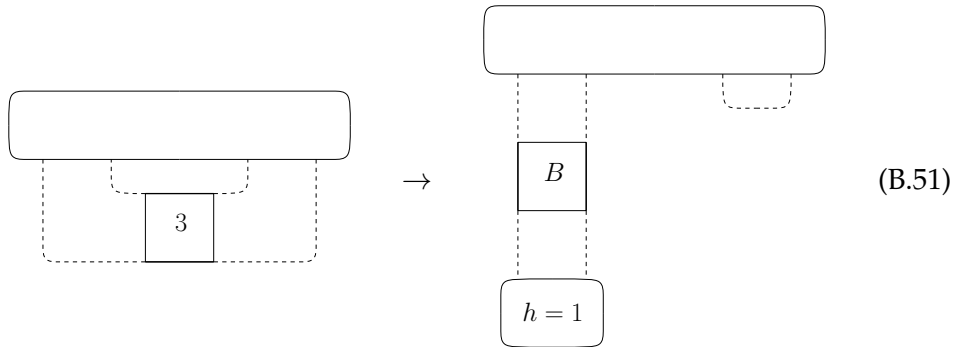 3
→
B
h = 1
(B.51)